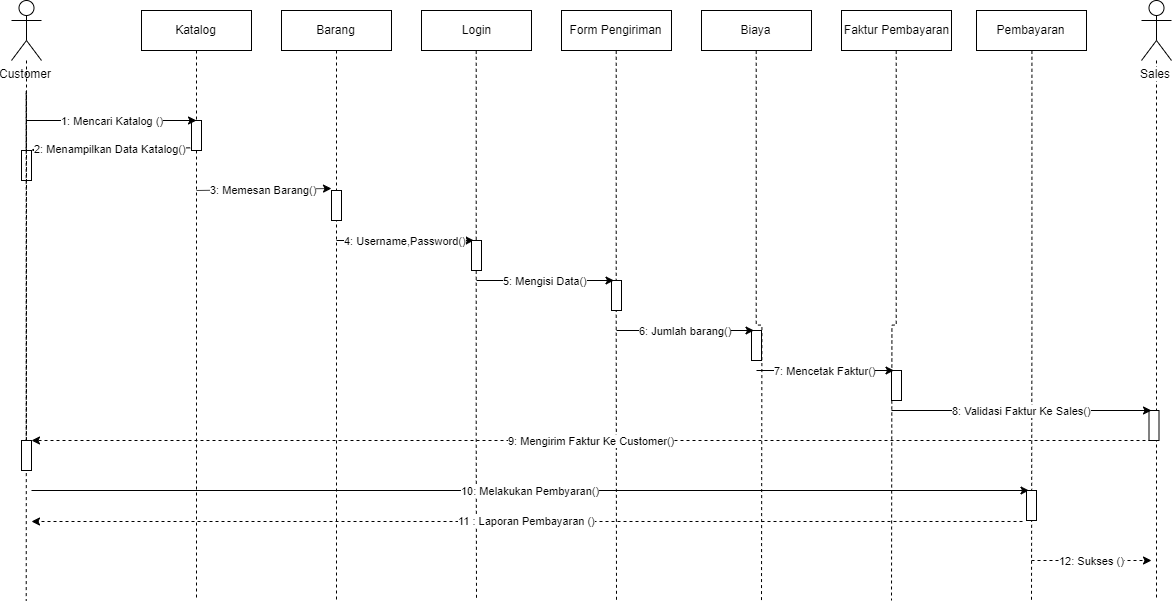 Customer
Katalog
Barang
Login
Form Pengiriman
Biaya
Faktur Pembayaran
Pembayaran
Sales
1: Mencari Katalog ()
2: Menampilkan Data Katalog()
3: Memesan Barang()
4: Username,Password()
5: Mengisi Data()
6: Jumlah barang()
7: Mencetak Faktur()
8: Validasi Faktur Ke Sales()
9: Mengirim Faktur Ke Customer()
10: Melakukan Pembyaran()
11 : Laporan Pembayaran ()
12: Sukses ()